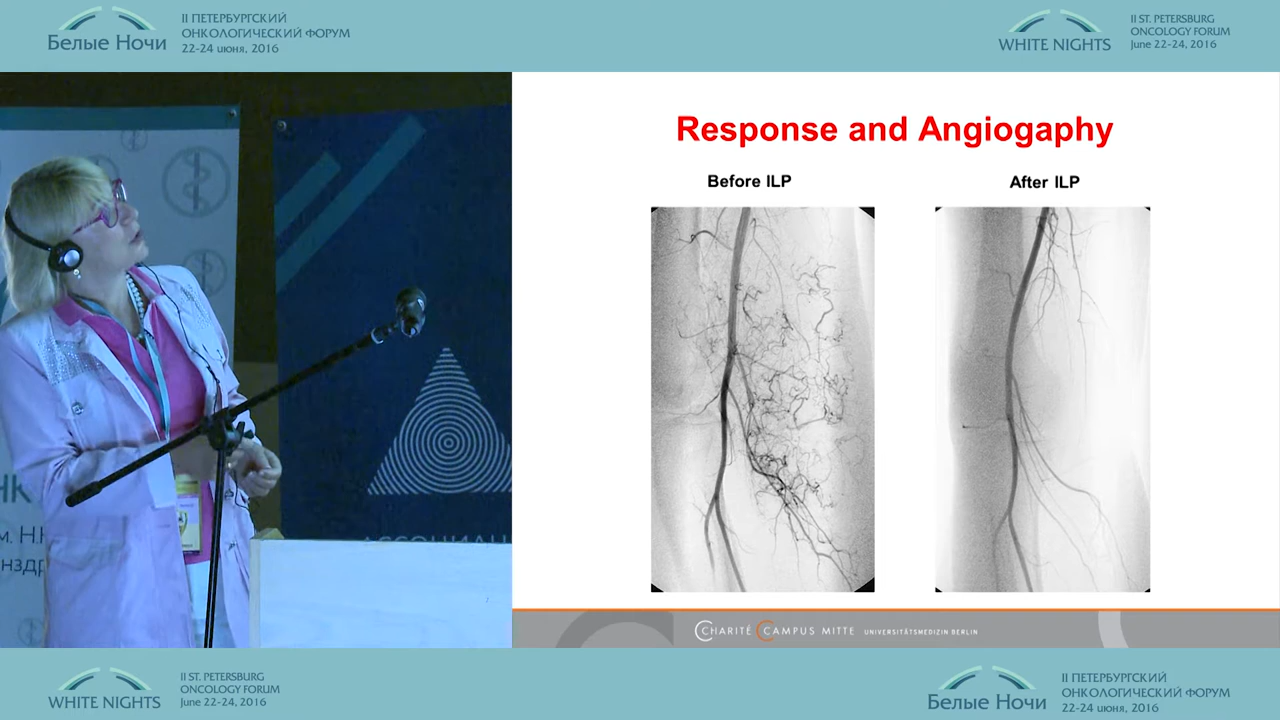 Белые Ночи
II ПЕТЕРБУРГСКИЙ
ОНКОЛОГИЧЕСКИЙ ФОРУМ
22-24 июня, 2016
WHITE NIGHTS
II ST. PETERSBURG
ONCOLOGY FORUM
June 22-24, 2016
Response and Angiogaphy
Before ILP
After ILP
CHARITÉ CAMPUS MITTE UNIVERSITÄTSMEDIZIN BERLIN
WHITE NIGHTS
II ST. PETERSBURG
ONCOLOGY FORUM
June 22-24, 2016
Белые Ночи
II ПЕТЕРБУРГСКИЙ
ОНКОЛОГИЧЕСКИЙ ФОРУМ
22-24 июня, 2016